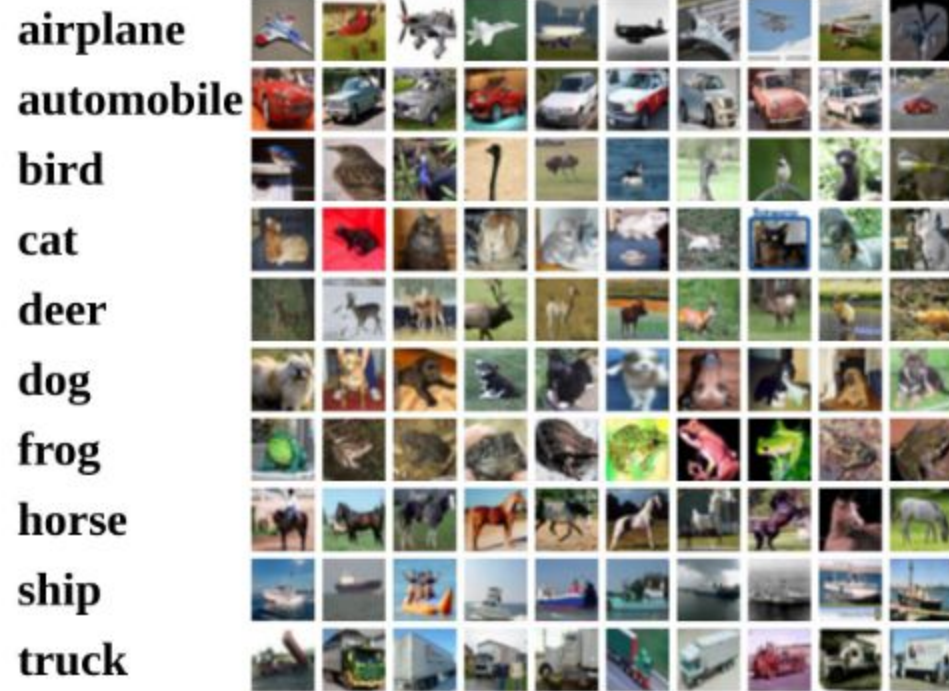 airplane
automobile
bird
cat
deer
dog
frog
horse
ship
truck